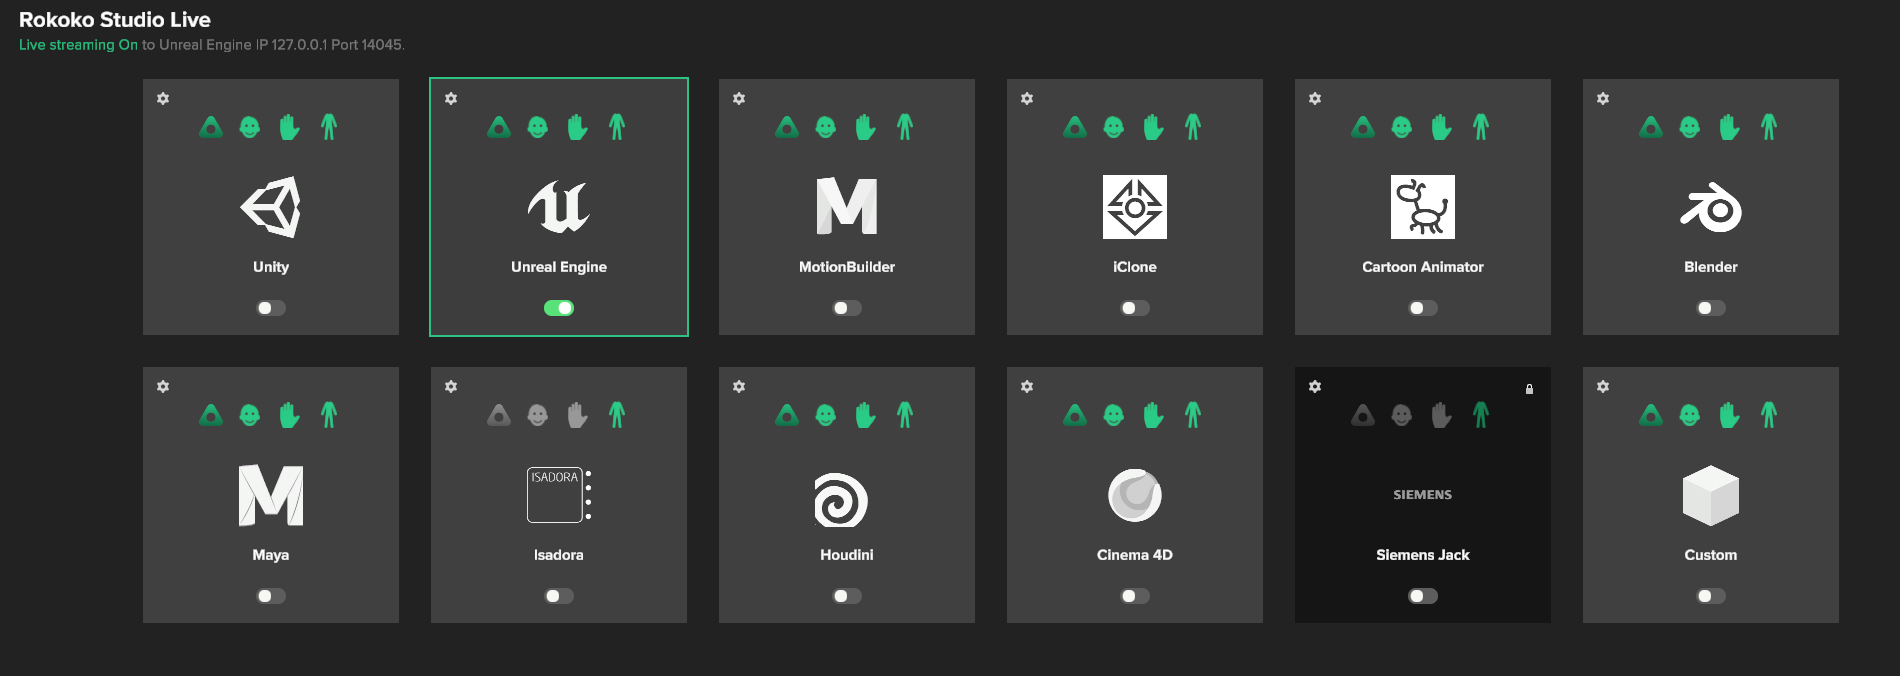 Rokoko Studio Live
Live streaming On to Unreal Engine IP 127.0.0.1 Port 14045.
Unity
Unreal Engine
MotionBuilder
iClone
Cartoon Animator
Blender
ISADORA
SIEMENS
Maya
Isadora
Houdini
Cinema 4D
Siemens Jack
Custom